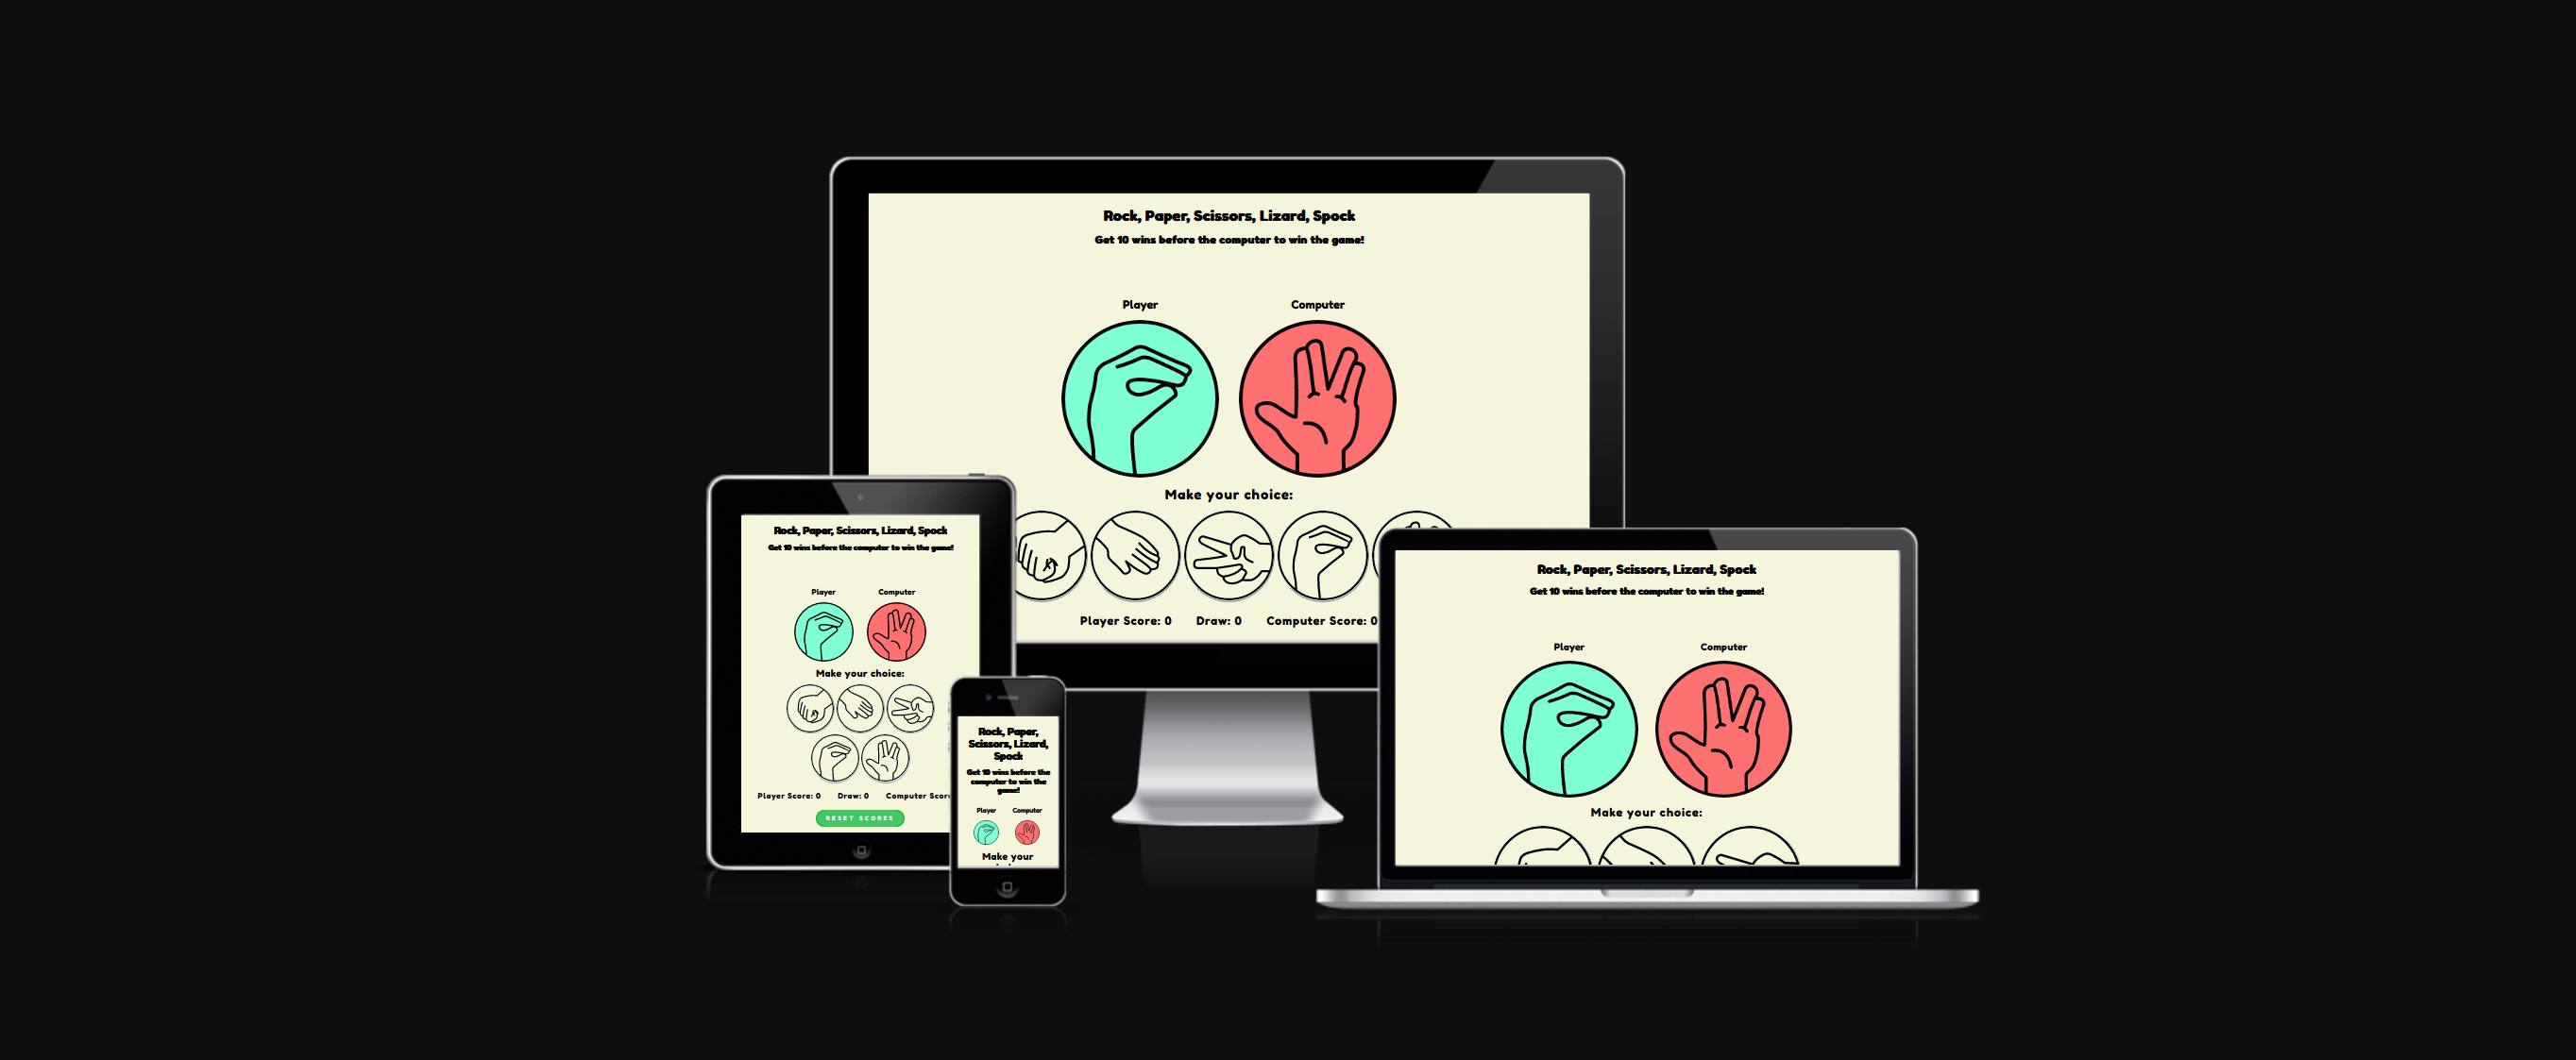 Rock, Paper, Scissors, Lizard, Spock
Get 10 wins before the computer to win the game!
Player Computer
Make your choice:
Player Score: 0 Draw: 0 Computer Score: 0
Rock, Paper, Scissors, Lizard, Spock
Get 10 wins before the computer to win the game!
Player Computer
Make your choice:
Player Score: 0 Draw: 0 Computer Score
RESET SCORES
Rock, Paper,
Scissors, Lizard,
Spock
Get 10 wins before the
computer to win the
game!
Player Computer
Make your
Rock, Paper, Scissors, Lizard, Spock
Get 10 wins before the computer to win the game!
Player Computer
Make your choice: